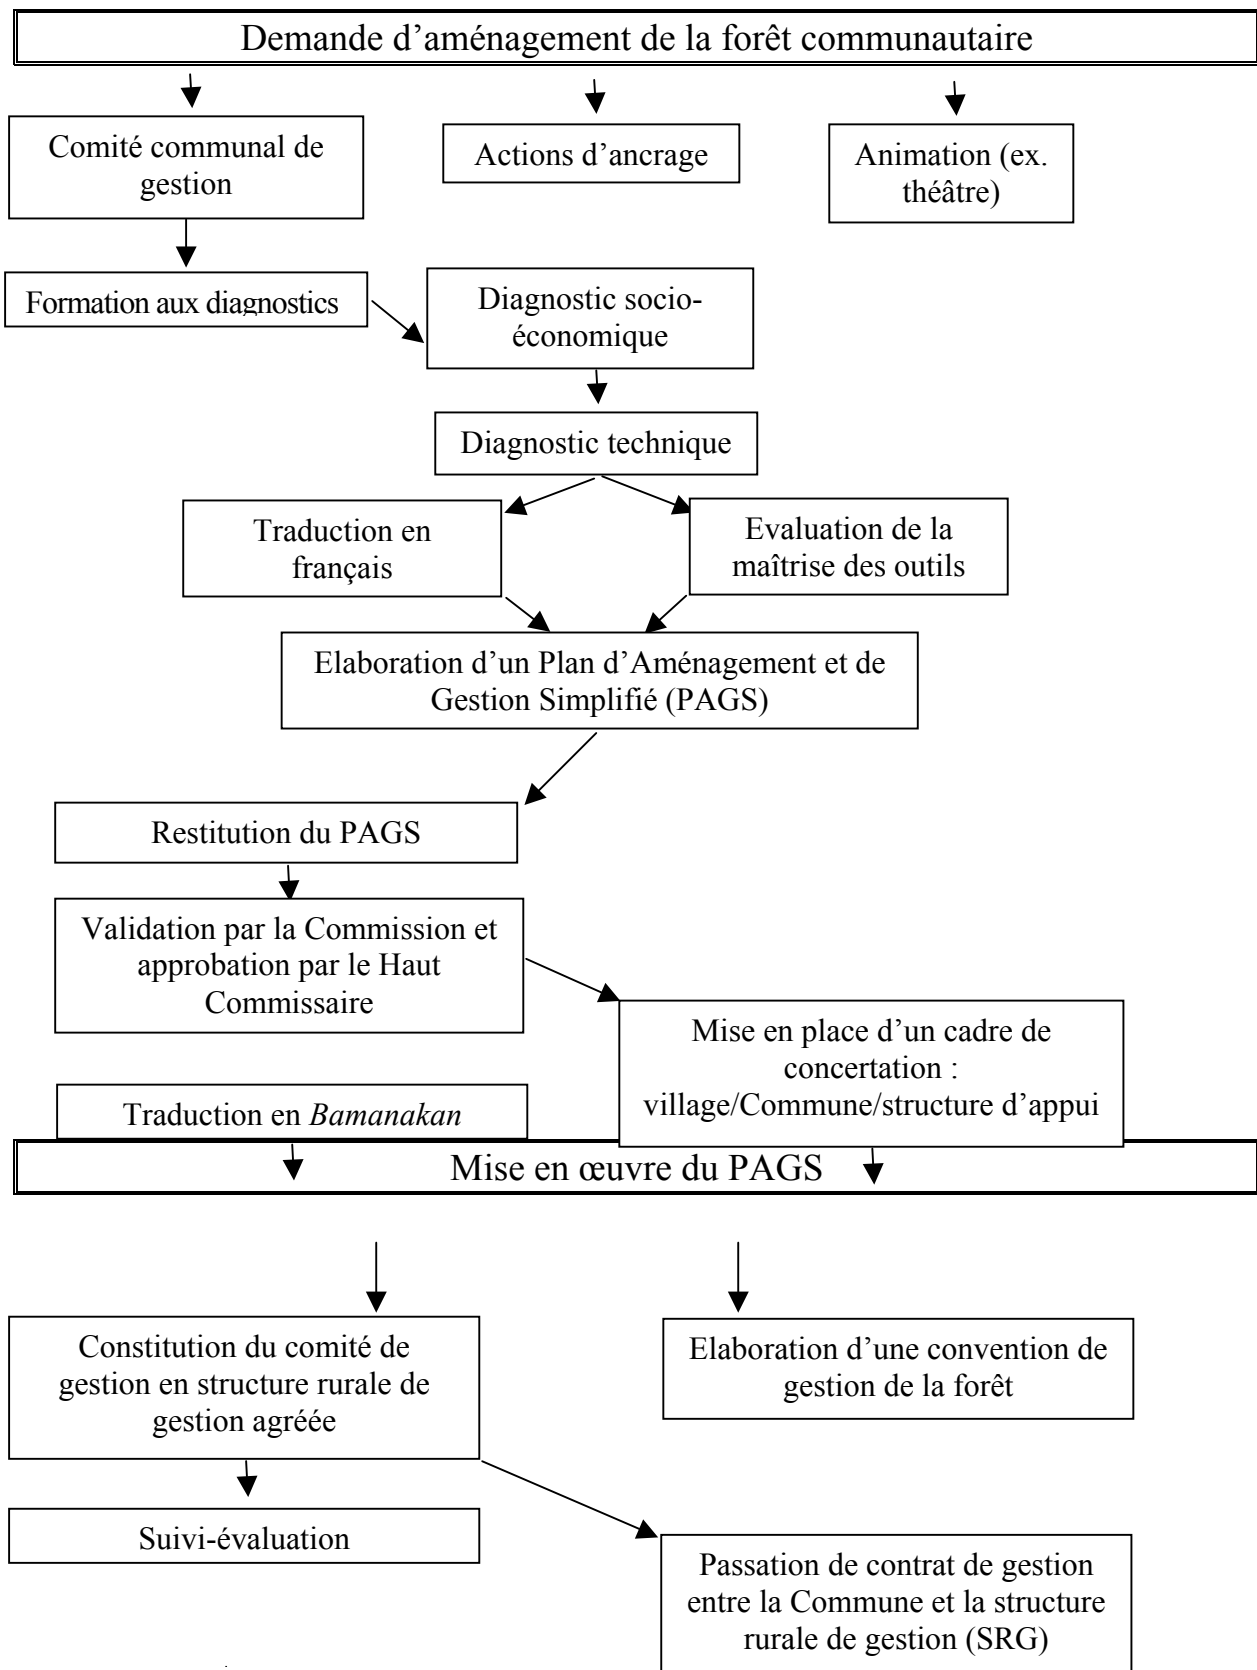 Demande d’aménagement de la forêt communautaire
Comité communal de
gestion
Actions d’ancrage
Animation (ex.
théâtre)
Formation aux diagnostics
Diagnostic socio-
économique
Diagnostic technique
Traduction en
français
Evaluation de la
maîtrise des outils
Elaboration d’un Plan d’Aménagement et de
Gestion Simplifié (PAGS)
Restitution du PAGS
Validation par la Commission et
approbation par le Haut
Commissaire
Mise en place d’un cadre de
concertation :
village/Commune/structure d’appui
Traduction en Bamanakan
Mise en œuvre du PAGS
Constitution du comité de
gestion en structure rurale de
gestion agréée
Elaboration d’une convention de
gestion de la forêt
Suivi-évaluation
Passation de contrat de gestion
entre la Commune et la structure
rurale de gestion (SRG)